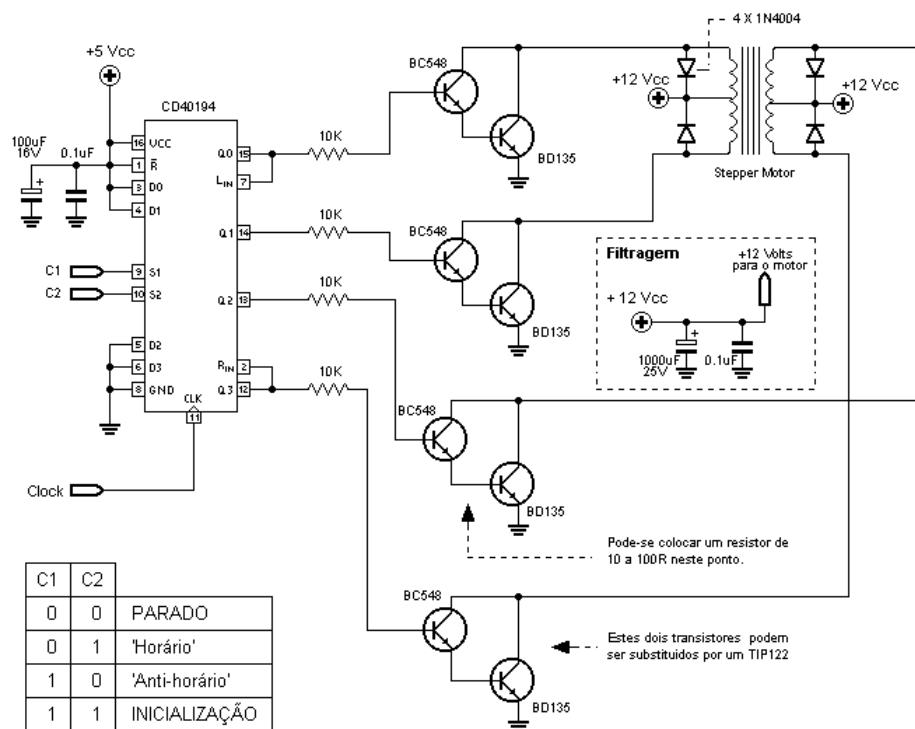 4 X 1N4004
+5 Vcc
BC548
+12 Vcc
+12 Vcc
CD40194
100uF
16V
0.1uF
+
16 VCC
1 R̅
3 D0
4 D1
Q0 15
L IN 7
10K
BD135
Stepper Motor
Q1 14
10K
BC548
BD135
C1
9 S1
C2
10 S2
Q2 13
10K
Filtragem
+12 Volts
para o motor
+ 12 Vcc
+
1000uF
25V
0.1uF
5 D2
6 D3
8 GND
R IN 2
Q3 12
10K
CLK
11
BC548
BD135
Clock
Pode-se colocar um resistor de
10 a 100R neste ponto.
C1 C2
0 0 PARADO
0 1 'Horário'
1 0 'Anti-horário'
1 1 INICIALIZAÇÃO
BC548
Estes dois transistores podem
ser substituidos por um TIP122
BD135